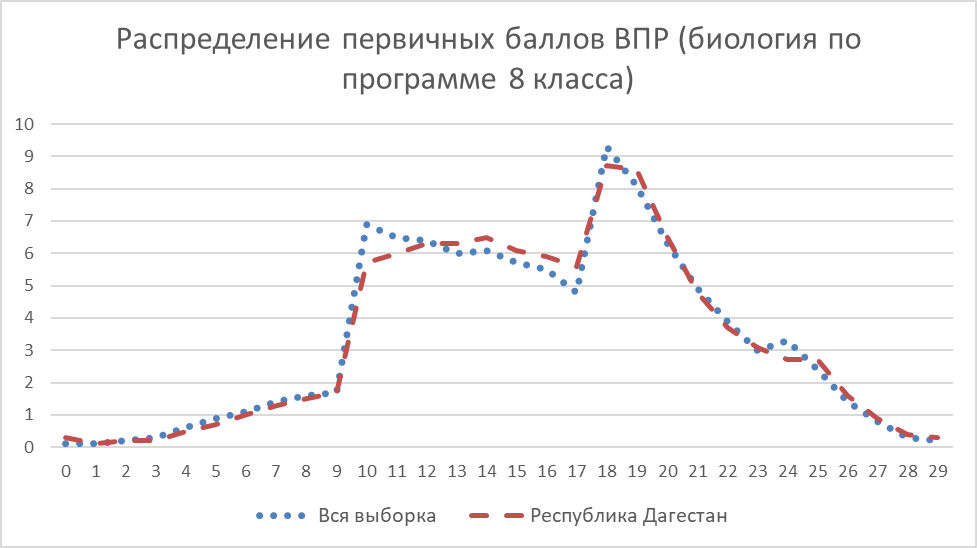 Распределение первичных баллов ВПР (биология по
программе 8 класса)
10
9
8
7
6
5
4
3
2
1
0
0 1 2 3 4 5 6 7 8 9 10 11 12 13 14 15 16 17 18 19 20 21 22 23 24 25 26 27 28 29
Вся выборка Республика Дагестан